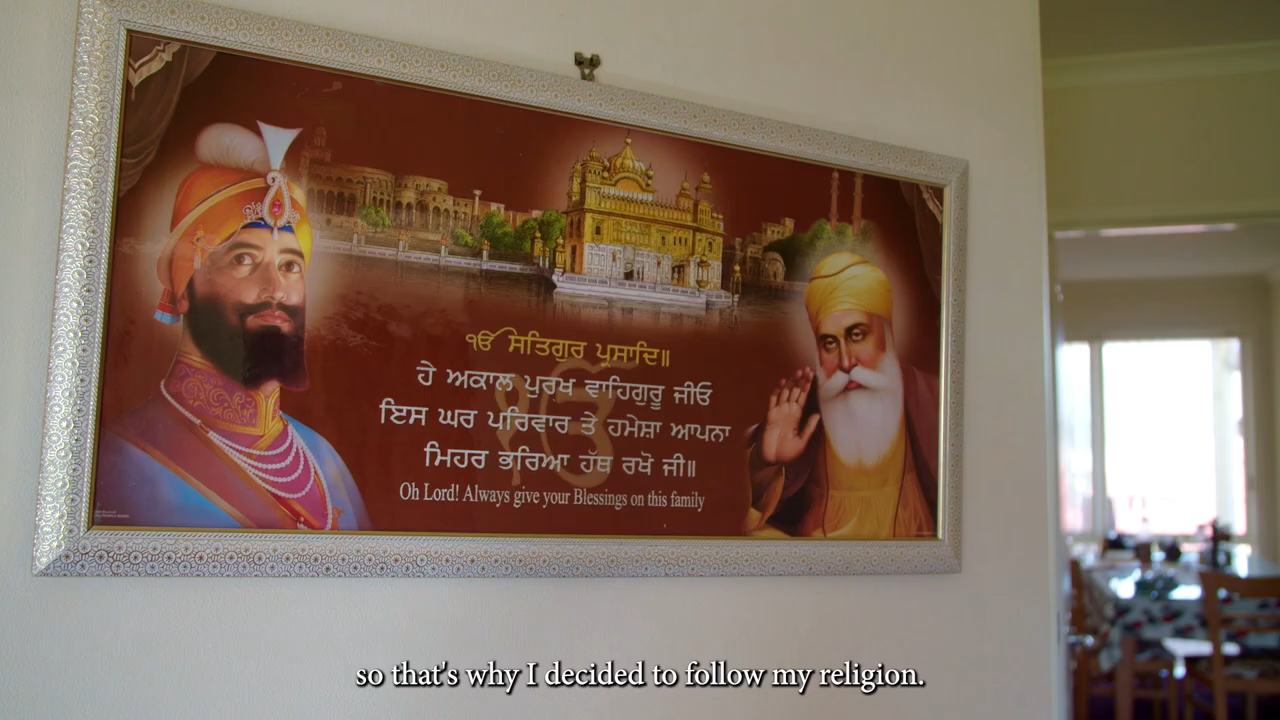 ੴ ਸਤਿਗੁਰ ਪ੍ਰਸਾਦਿ॥
ਹੇ ਅਕਾਲ ਪੁਰਖ ਵਾਹਿਗੁਰੂ ਜੀਓ
ਇਸ ਘਰ ਪਰਿਵਾਰ ਤੇ ਹਮੇਸ਼ਾ ਆਪਨਾ
ਮਿਹਰ ਭਰਿਆ ਹੱਥ ਰਖੋ ਜੀ॥
Oh Lord! Always give your Blessings on this family
so that's why I decided to follow my religion.